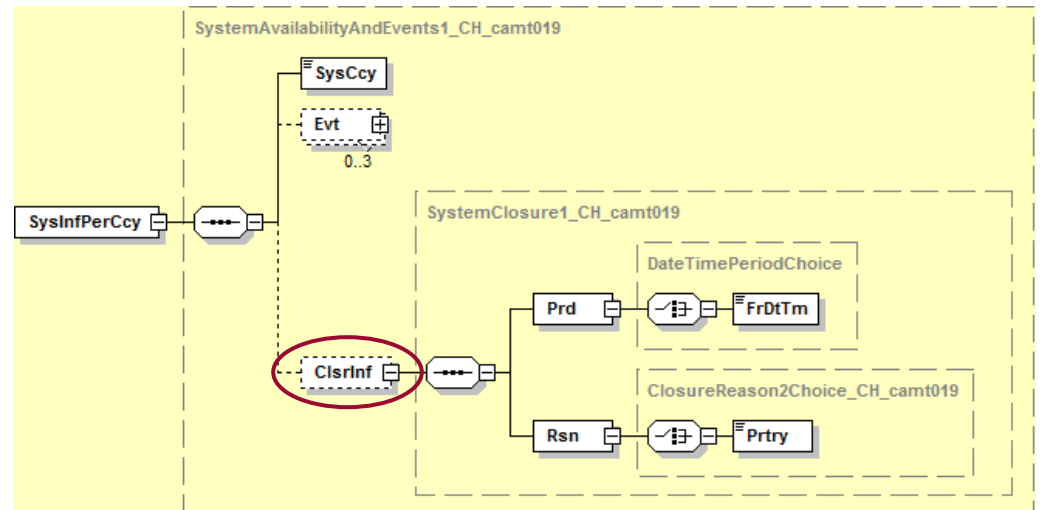 SystemAvailabilityAndEvents1_CH_camt019
SysCcy
Evt
0..3
SysInfPerCcy
SystemClosure1_CH_camt019
DateTimePeriodChoice
Prd
FrDtTm
ClsrInf
ClosureReason2Choice_CH_camt019
Rsn
Prtry